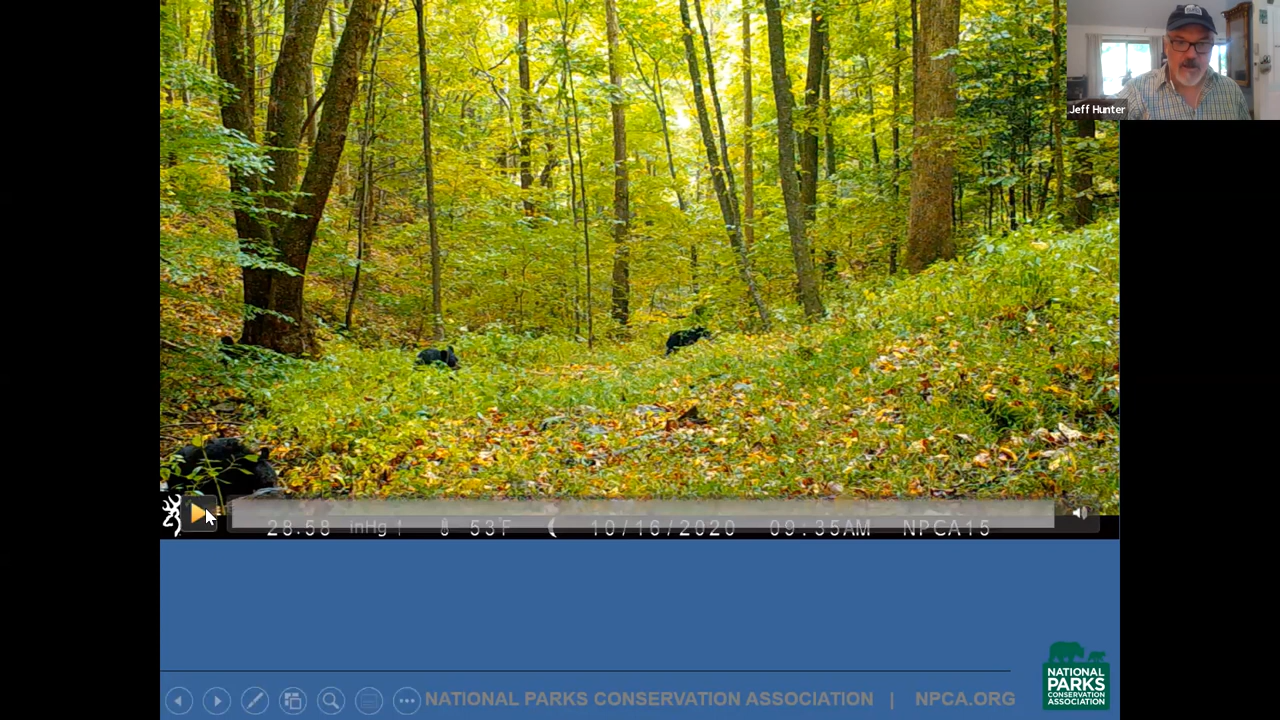 Jeff Hunter
28.58 inHg 53°F 10/16/2020 09:35AM NPCA15
NATIONAL PARKS CONSERVATION ASSOCIATION | NPCA.ORG
NATIONAL
PARKS
CONSERVATION
ASSOCIATION